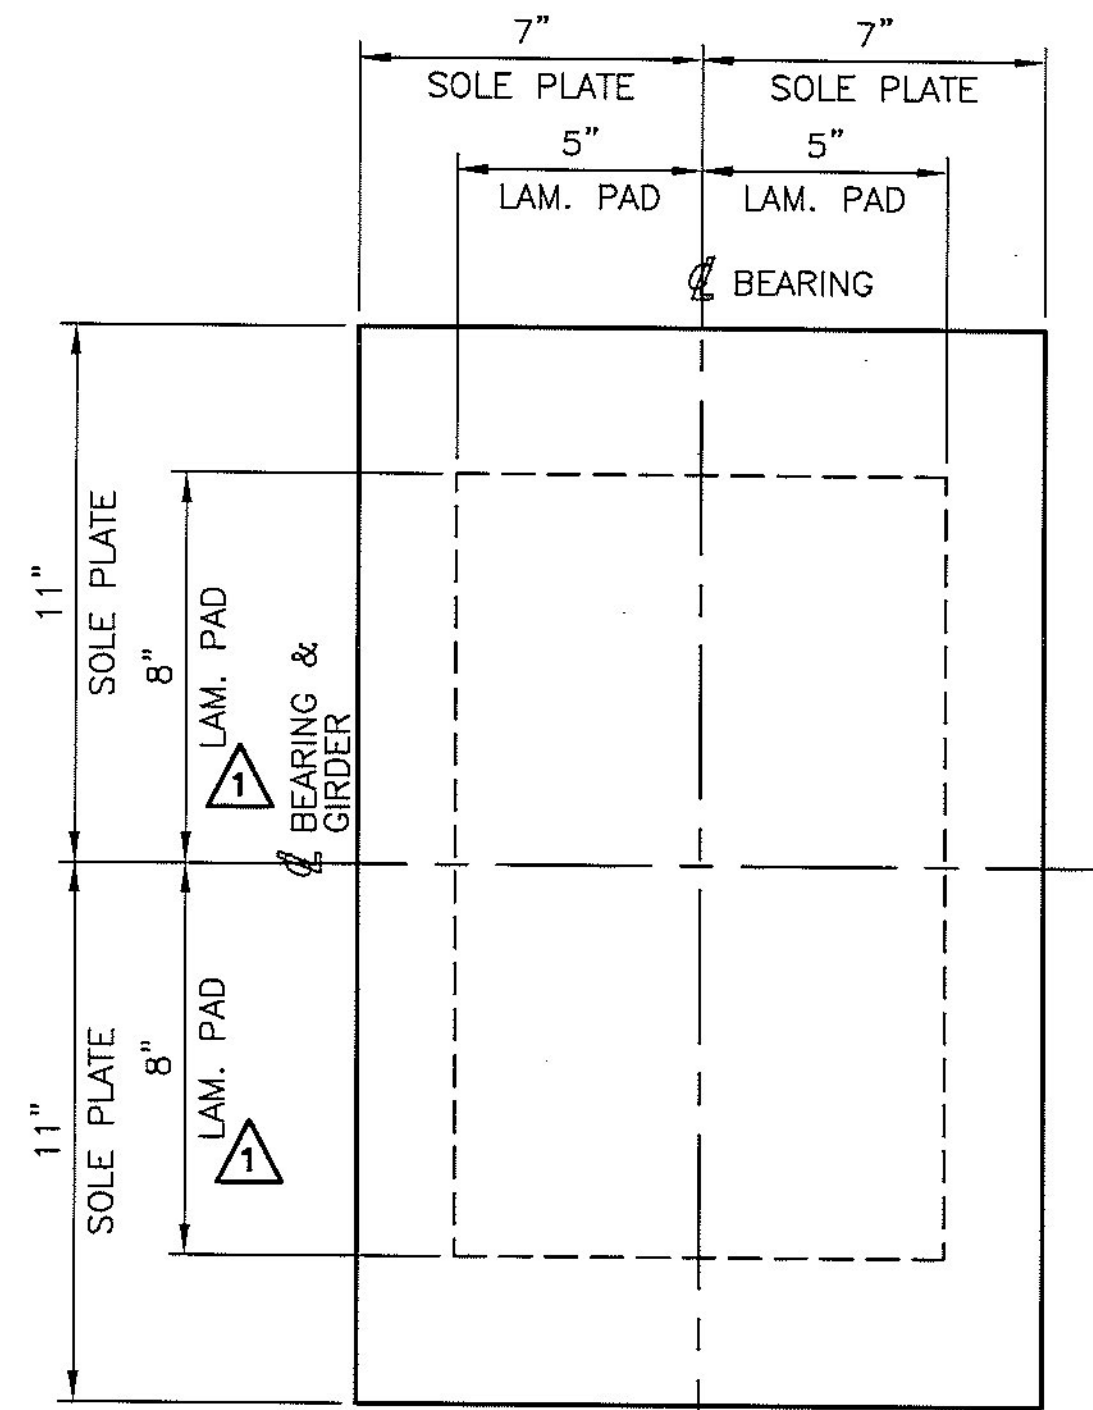 7" 7"
SOLE PLATE SOLE PLATE
5" 5"
LAM. PAD LAM. PAD
℄ BEARING
11"
SOLE PLATE
8"
LAM. PAD
1
℄ BEARING &
GIRDER
11"
SOLE PLATE
8"
LAM. PAD
1